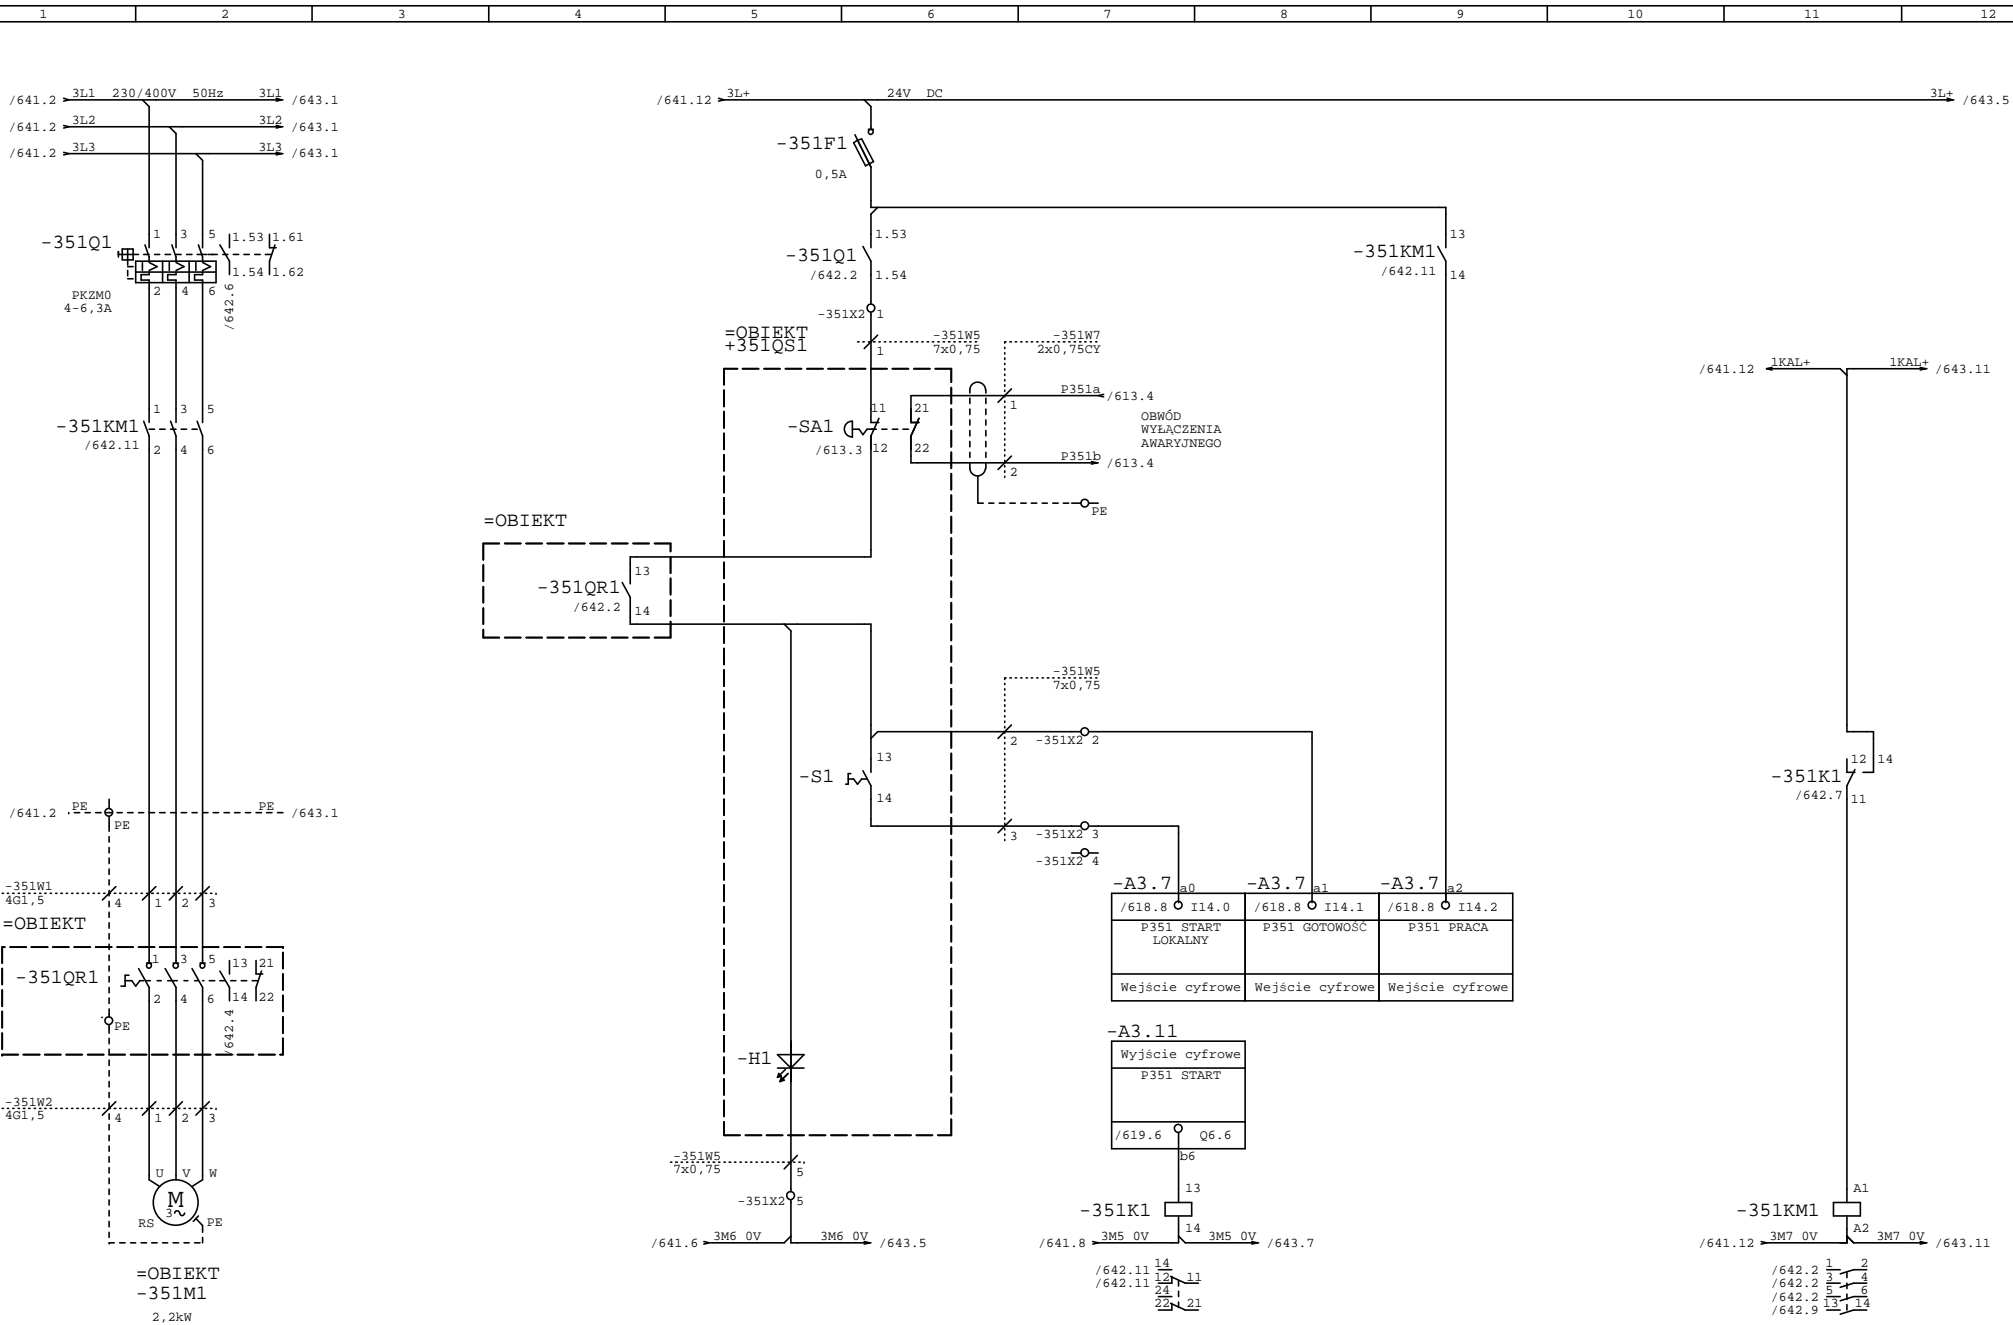 1 2 3 4 5 6 7 8 9 10 11 12
/641.2 3L1 230/400V 50Hz 3L1 /643.1
/641.2 3L2 3L2 /643.1
/641.2 3L3 3L3 /643.1
-351Q1
1 3 5 1.53 1.61
1.54 1.62
2 4 6
PKZM0
4-6,3A
/642.6
1 3 5
-351KM1
/642.11
2 4 6
/641.2 PE PE /643.1
PE
-351W1
4G1,5
4 1 2 3
=OBIEKT
1 3 5 13 21
-351QR1
2 4 6 14 22
PE
/642.4
-351W2
4G1,5
4 1 2 3
U V W
M
3~
RS PE
=OBIEKT
-351M1
2,2kW
/641.12 3L+ 24V DC 3L+ /643.5
-351F1
0,5A
1.53
-351Q1
/642.2 1.54
-351X2 1
=OBIEKT
+351QS1
-351W5
7x0,75
1
-351W7
2x0,75CY
P351a /613.4
1
11 21
-SA1
/613.3 12 22
OBWÓD
WYŁĄCZENIA
AWARYJNEGO
P351b /613.4
2
PE
=OBIEKT
13
-351QR1
/642.2 14
-351W5
7x0,75
2 -351X2 2
13
-S1
14
3 -351X2 3
-351X2 4
13
-351KM1
/642.11 14
-A3.7 a0 -A3.7 a1 -A3.7 a2
/618.8 I14.0 /618.8 I14.1 /618.8 I14.2
P351 START
LOKALNY
P351 GOTOWOŚĆ
P351 PRACA
Wejście cyfrowe Wejście cyfrowe Wejście cyfrowe
-A3.11
Wyjście cyfrowe
P351 START
/619.6 Q6.6
b6
-H1
-351W5
7x0,75
5
-351X2 5
/641.6 3M6 0V 3M6 0V /643.5
13
-351K1
14
/641.8 3M5 0V 3M5 0V /643.7
/642.11 14
/642.11 12 11
24
22 21
/641.12 1KAL+ 1KAL+ /643.11
12 14
-351K1
/642.7 11
A1
-351KM1
A2
/641.12 3M7 0V 3M7 0V /643.11
/642.2 1 2
/642.2 3 4
/642.2 5 6
/642.9 13 14